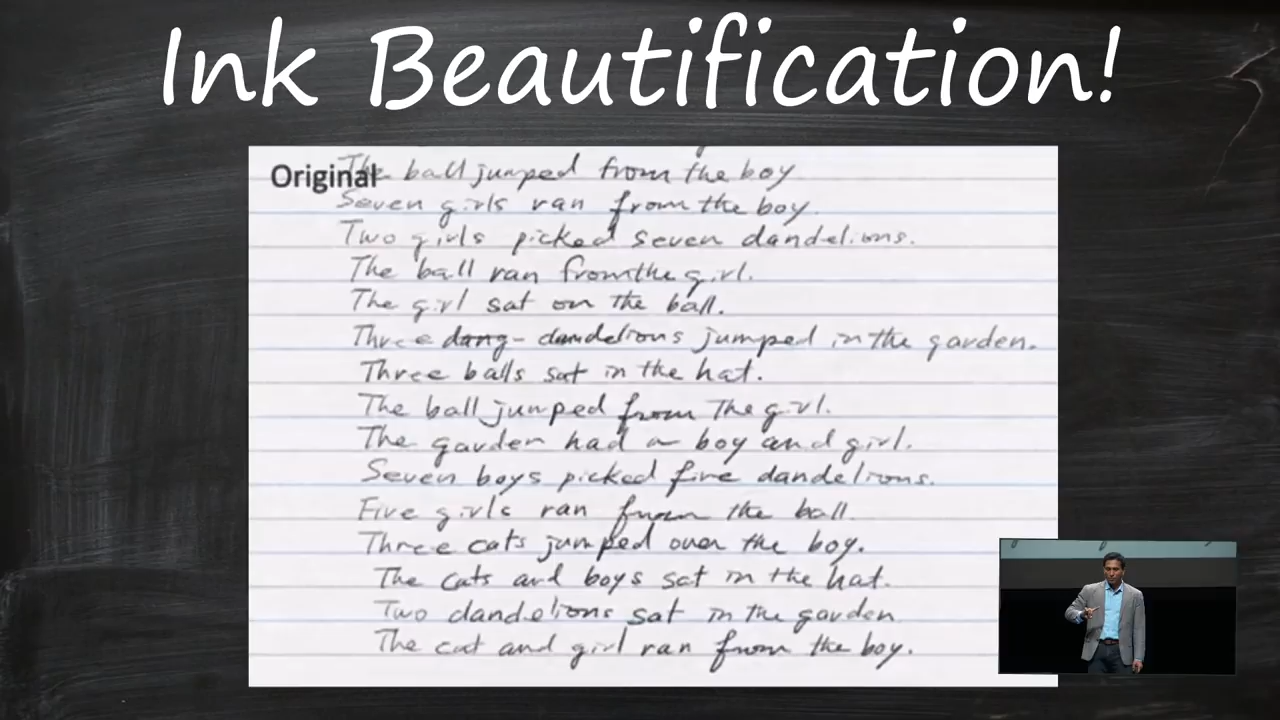 Ink Beautification!
Original
The ball jumped from the boy
Seven girls ran from the boy.
Two girls picked seven dandelions.
The ball ran from the girl.
The girl sat on the ball.
Three dang- dandelions jumped in the garden.
Three balls sat in the hat.
The ball jumped from The girl.
The garden had a boy and girl.
Seven boys picked five dandelions.
Five girls ran from the ball.
Three cats jumped over the boy.
The cats and boys sat in the hat.
Two dandelions sat in the garden
The cat and girl ran from the boy.